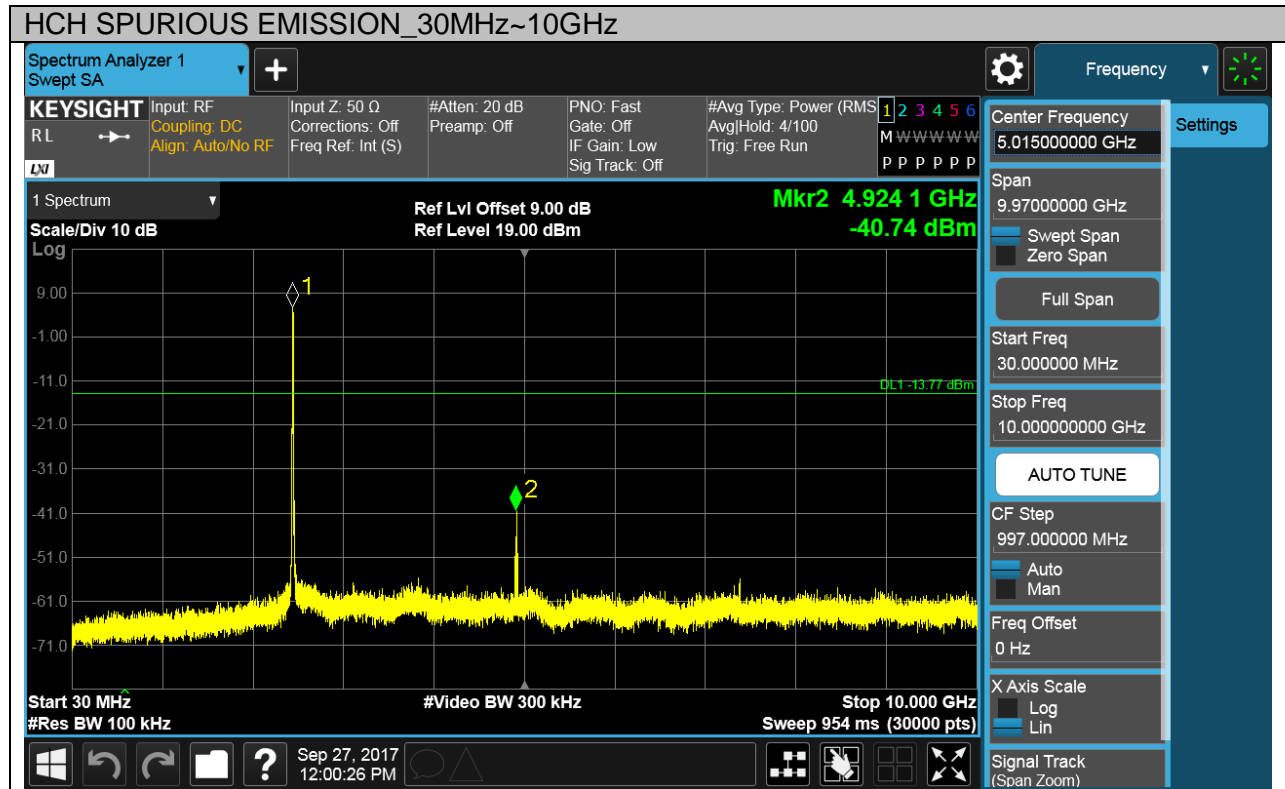 HCH SPURIOUS EMISSION_30MHz~10GHz
Spectrum Analyzer 1
Swept SA
+
Frequency
KEYSIGHT
RL
LXI
Input: RF
Coupling: DC
Align: Auto/No RF
Input Z: 50 Ω
Corrections: Off
Freq Ref: Int (S)
#Atten: 20 dB
Preamp: Off
PNO: Fast
Gate: Off
IF Gain: Low
Sig Track: Off
#Avg Type: Power (RMS
Avg|Hold: 4/100
Trig: Free Run
1 2 3 4 5 6
M W W W W W
P P P P P P
Center Frequency
5.015000000 GHz
Settings
1 Spectrum
Scale/Div 10 dB
Ref Lvl Offset 9.00 dB
Ref Level 19.00 dBm
Mkr2 4.924 1 GHz
-40.74 dBm
Log
9.00
-1.00
-11.0
-21.0
-31.0
-41.0
-51.0
-61.0
-71.0
1
2
DL1 -13.77 dBm
Start 30 MHz
#Res BW 100 kHz
#Video BW 300 kHz
Stop 10.000 GHz
Sweep 954 ms (30000 pts)
Span
9.97000000 GHz
Swept Span
Zero Span
Full Span
Start Freq
30.000000 MHz
Stop Freq
10.000000000 GHz
AUTO TUNE
CF Step
997.000000 MHz
Auto
Man
Freq Offset
0 Hz
X Axis Scale
Log
Lin
Signal Track
(Span Zoom)
?
Sep 27, 2017
12:00:26 PM